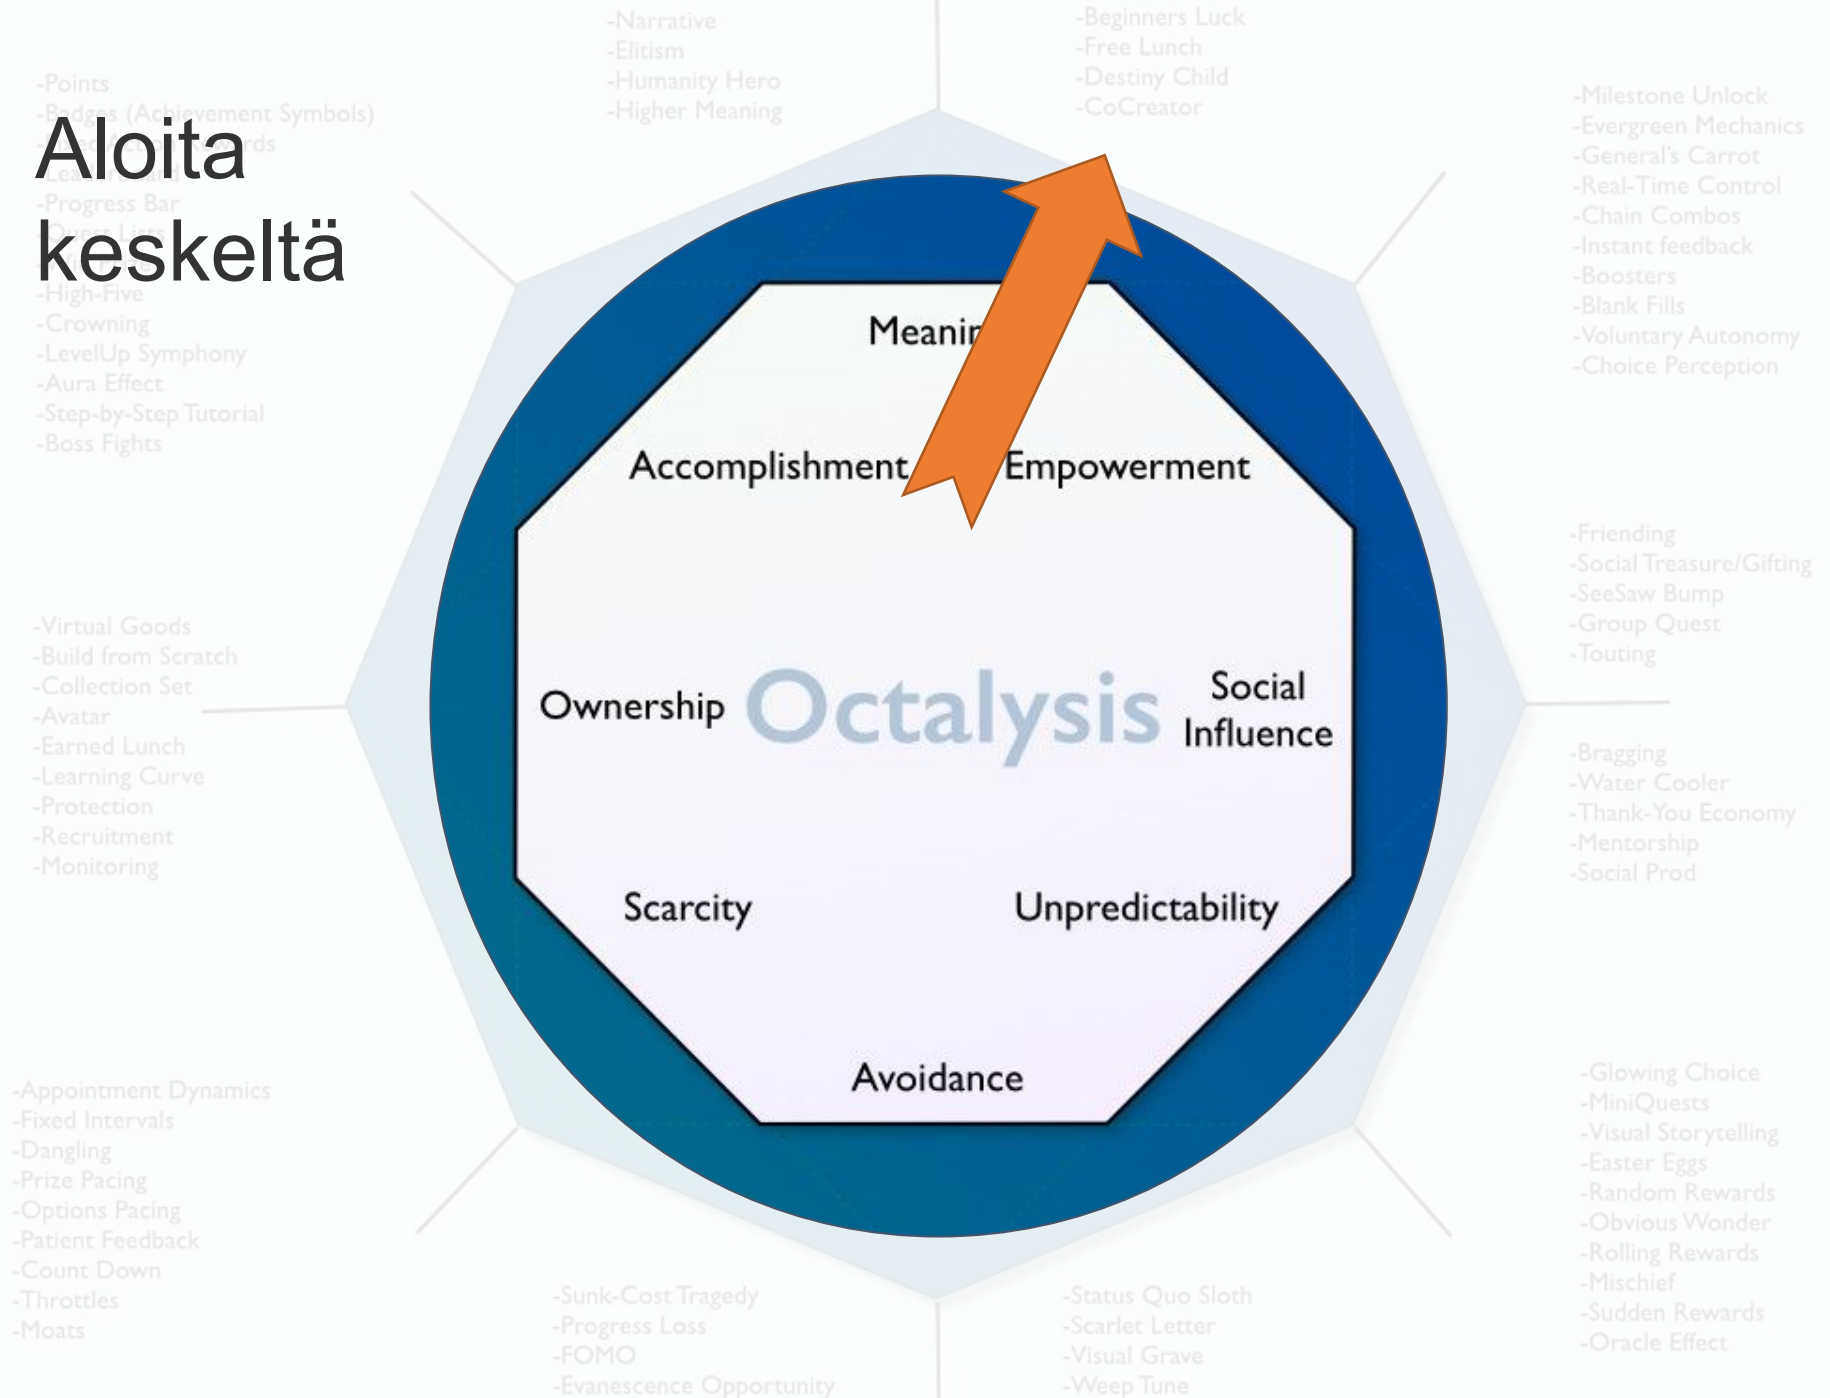 Aloita
keskeltä
-Narrative
-Elitism
-Humanity Hero
-Higher Meaning
-Beginners Luck
-Free Lunch
-Destiny Child
-CoCreator
-Points
-Badges (Achievement Symbols)
-Progress Bar
-High-Five
-Crowning
-LevelUp Symphony
-Aura Effect
-Step-by-Step Tutorial
-Boss Fights
-Milestone Unlock
-Evergreen Mechanics
-General's Carrot
-Real-Time Control
-Chain Combos
-Instant feedback
-Boosters
-Blank Fills
-Voluntary Autonomy
-Choice Perception
Accomplishment
Empowerment
Ownership
Octalysis
Social
Influence
Scarcity
Unpredictability
Avoidance
-Virtual Goods
-Build from Scratch
-Collection Set
-Avatar
-Earned Lunch
-Learning Curve
-Protection
-Recruitment
-Monitoring
-Friending
-Social Treasure/Gifting
-SeeSaw Bump
-Group Quest
-Touting
-Bragging
-Water Cooler
-Thank-You Economy
-Mentorship
-Social Prod
-Appointment Dynamics
-Fixed Intervals
-Dangling
-Prize Pacing
-Options Pacing
-Patient Feedback
-Count Down
-Throttles
-Moats
-Sunk-Cost Tragedy
-Progress Loss
-FOMO
-Evanescence Opportunity
-Status Quo Sloth
-Scarlet Letter
-Visual Grave
-Weep Tune
-Glowing Choice
-MiniQuests
-Visual Storytelling
-Easter Eggs
-Random Rewards
-Obvious Wonder
-Rolling Rewards
-Mischief
-Sudden Rewards
-Oracle Effect